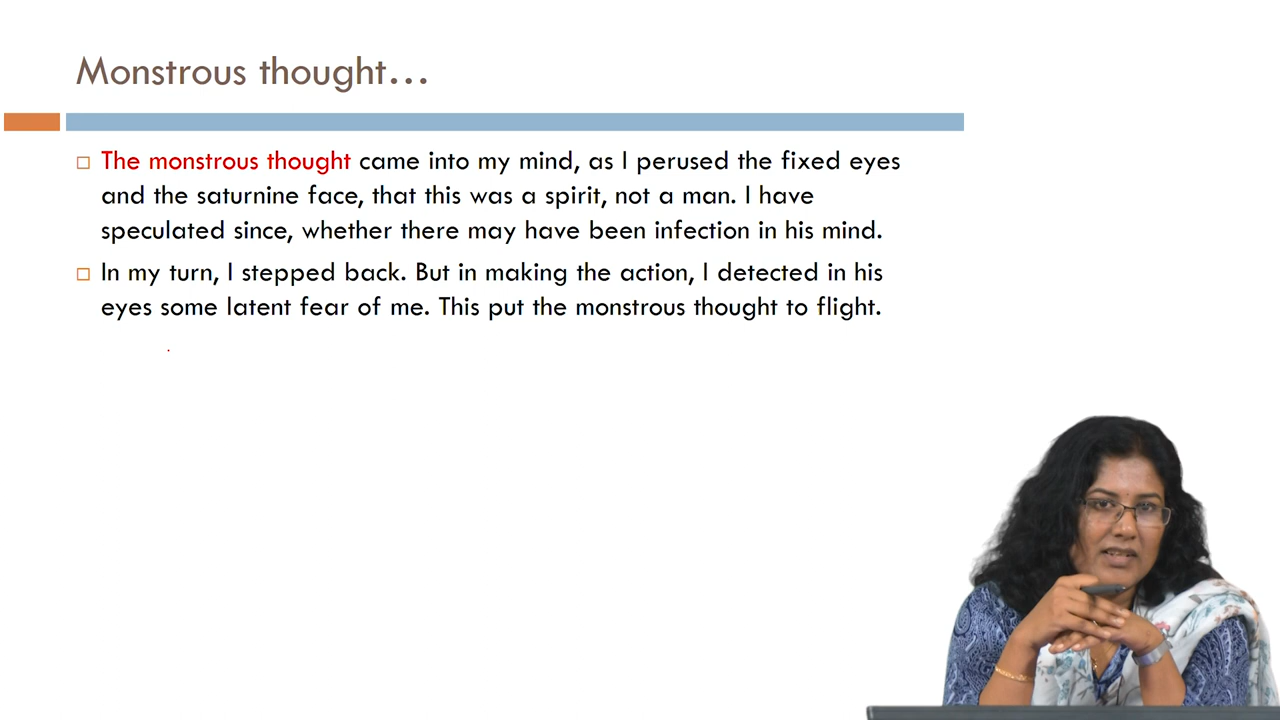 Monstrous thought...
The monstrous thought came into my mind, as I perused the fixed eyes
and the saturnine face, that this was a spirit, not a man. I have
speculated since, whether there may have been infection in his mind.
In my turn, I stepped back. But in making the action, I detected in his
eyes some latent fear of me. This put the monstrous thought to flight.